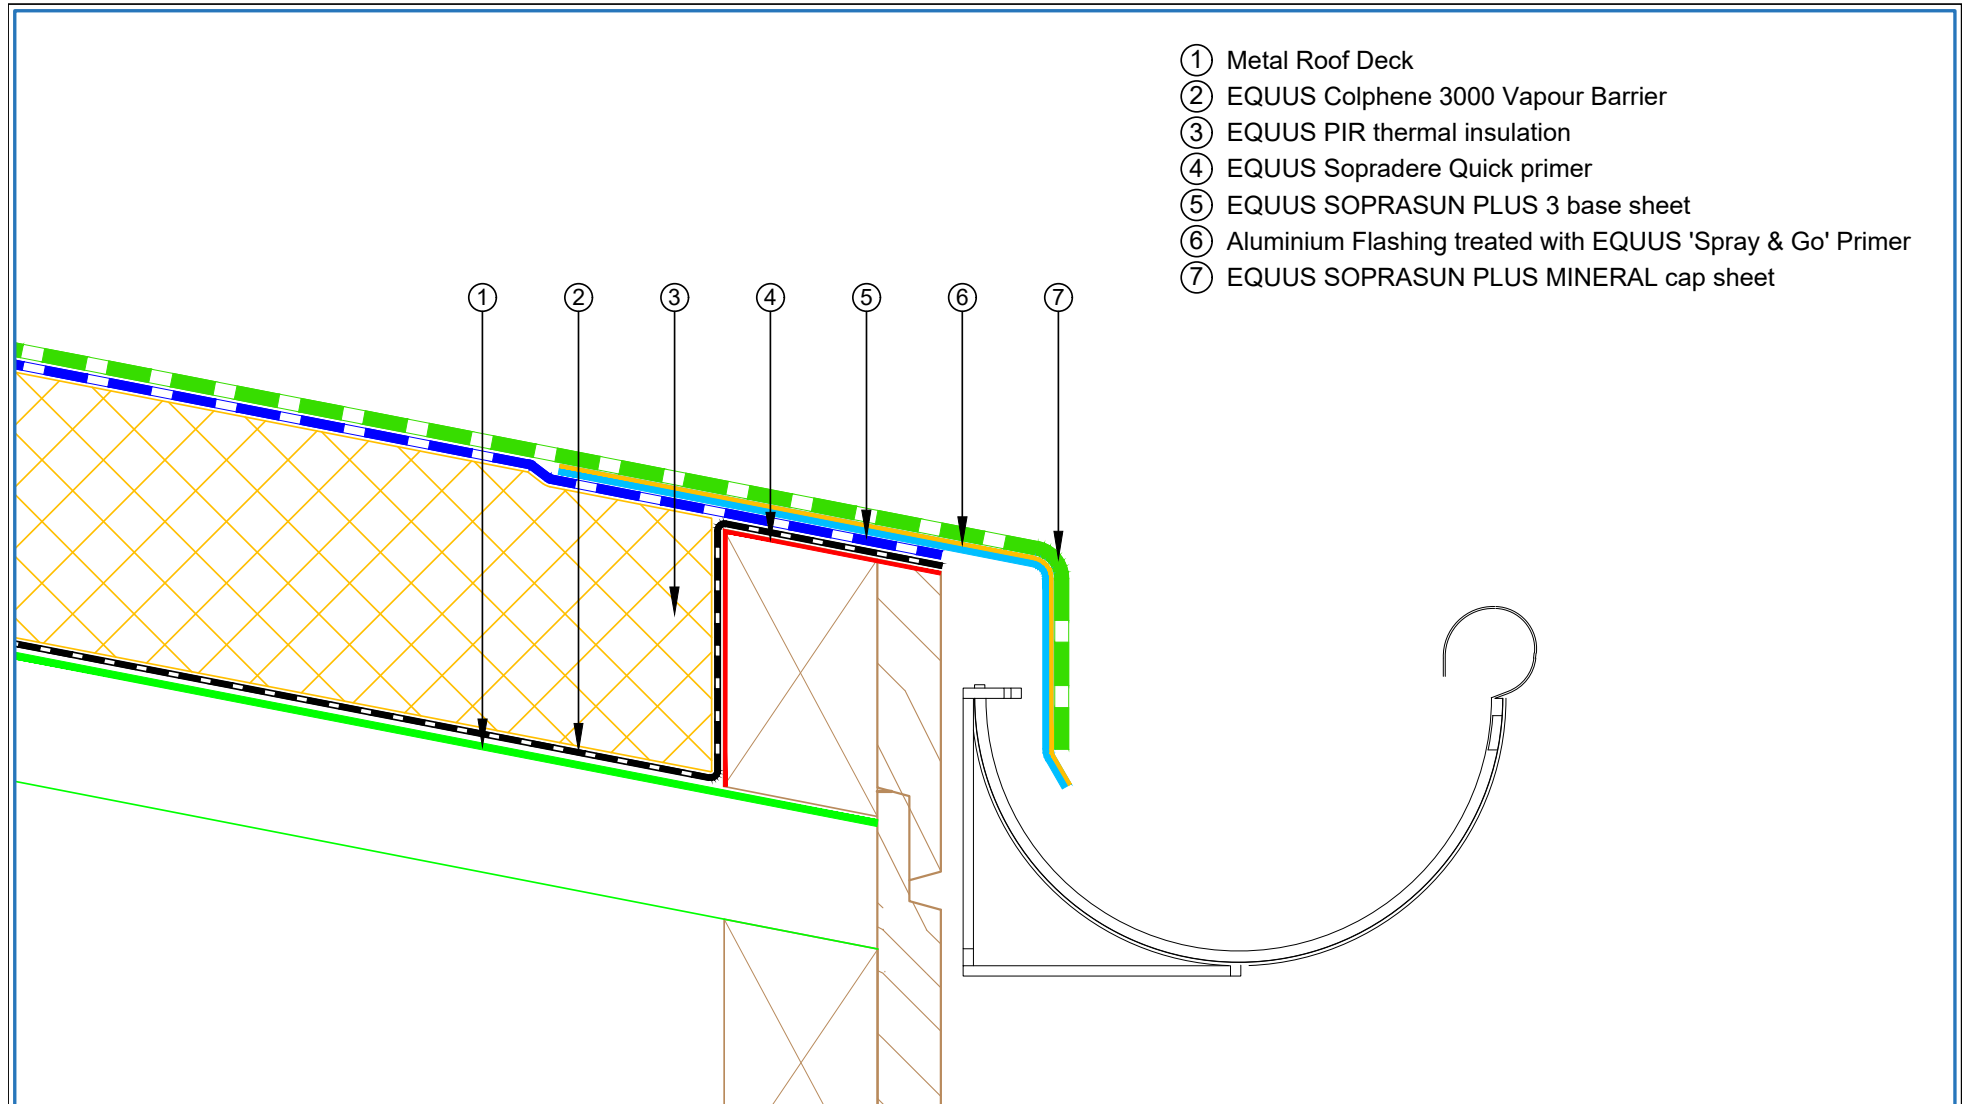 1 Metal Roof Deck
2 EQUUS Colphene 3000 Vapour Barrier
3 EQUUS PIR thermal insulation
4 EQUUS Sopradere Quick primer
5 EQUUS SOPRASUN PLUS 3 base sheet
6 Aluminium Flashing treated with EQUUS 'Spray & Go' Primer
7 EQUUS SOPRASUN PLUS MINERAL cap sheet
1 2 3 4 5 6 7